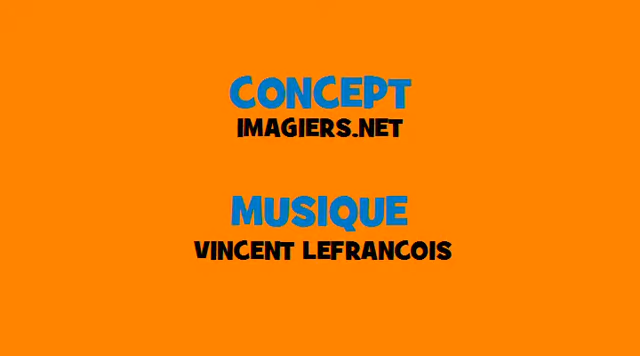 CONCEPT
IMAGIERS.NET
MUSIQUE
VINCENT LEFRANCOIS